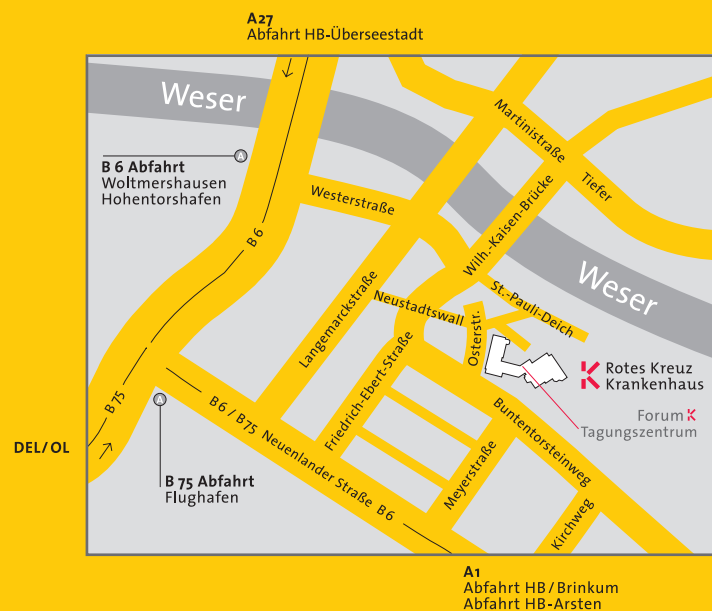 A27
Abfahrt HB-Überseestadt
Weser
Martinistraße
A
B 6 Abfahrt
Woltmershausen
Hohentorshafen
Tiefer
Westerstraße
Wilh.-Kaisen-Brücke
B 6
Weser
St.-Pauli-Deich
Neustadtswall
Langemarckstraße
Osterstr.
Friedrich-Ebert-Straße
Rotes Kreuz
Krankenhaus
B 75
A
B6 / B75 Neuenlander Straße B6
Buntentorsteinweg
Forum K
Tagungszentrum
DEL/OL
Meyerstraße
B 75 Abfahrt
Flughafen
Kirchweg
A1
Abfahrt HB/Brinkum
Abfahrt HB-Arsten